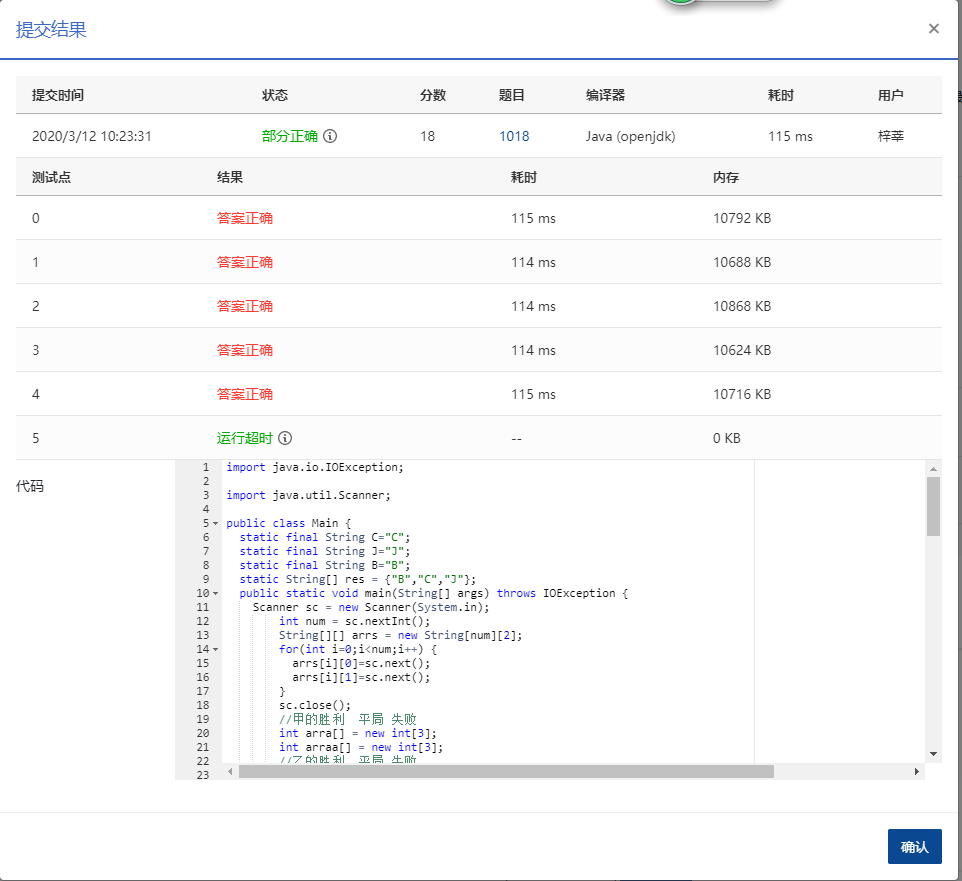 提交结果
×
提交时间 状态 分数 题目 编译器 耗时 用户
2020/3/12 10:23:31 部分正确 18 1018 Java (openjdk) 115 ms 梓莘
测试点 结果 耗时 内存
0 答案正确 115 ms 10792 KB
1 答案正确 114 ms 10688 KB
2 答案正确 114 ms 10868 KB
3 答案正确 114 ms 10624 KB
4 答案正确 115 ms 10716 KB
5 运行超时 -- 0 KB
代码
1 import java.io.IOException;
2
3 import java.util.Scanner;
4
5 public class Main {
6 static final String C="C";
7 static final String J="J";
8 static final String B="B";
9 static String[] res = {"B","C","J"};
10 public static void main(String[] args) throws IOException {
11 Scanner sc = new Scanner(System.in);
12 int num = sc.nextInt();
13 String[][] arrs = new String[num][2];
14 for(int i=0;i<num;i++) {
15 arrs[i][0]=sc.next();
16 arrs[i][1]=sc.next();
17 }
18 sc.close();
19 //甲的胜利 平局 失败
20 int arra[] = new int[3];
21 int arraa[] = new int[3];
22 //乙的胜利 平局 失败
23
确认